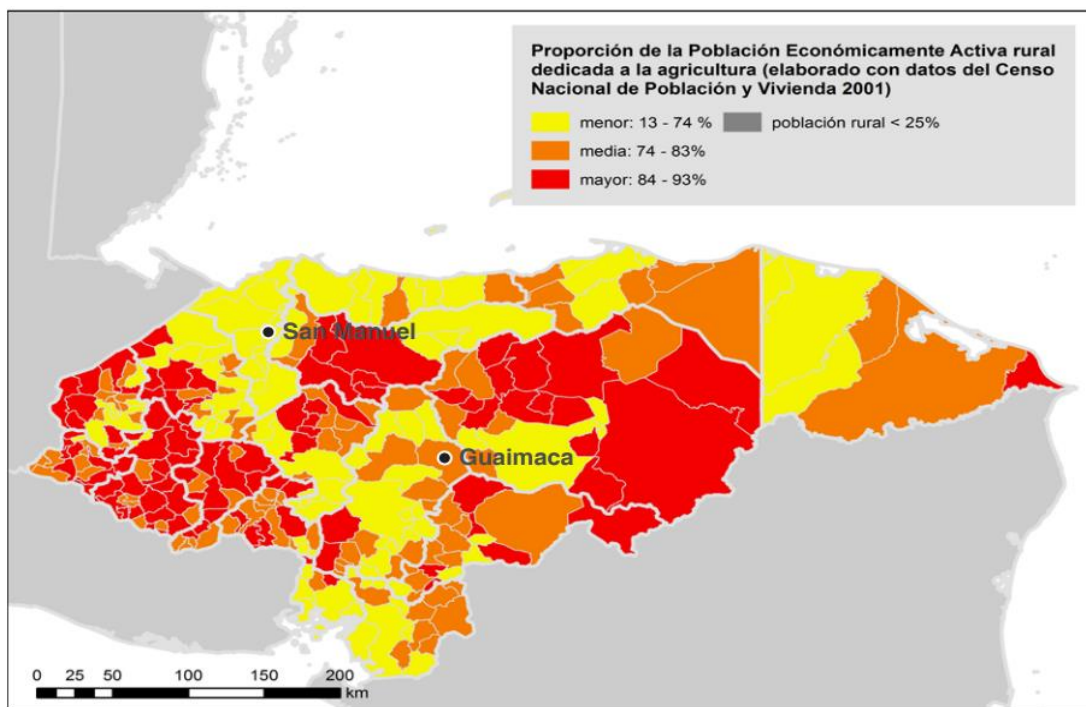 Proporción de la Población Económicamente Activa rural
dedicada a la agricultura (elaborado con datos del Censo
Nacional de Población y Vivienda 2001)
menor: 13 - 74 %
población rural < 25%
media: 74 - 83%
mayor: 84 - 93%
San Manuel
Guaimaca
0 25 50 100 150 200
km